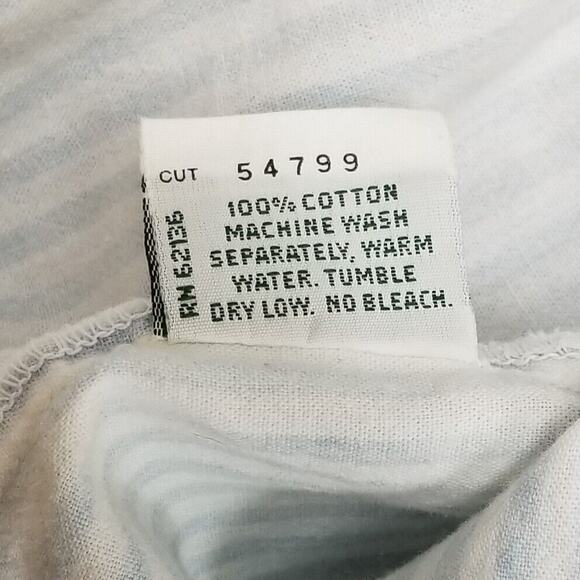 CUT 54799
RN 62136
100% COTTON
MACHINE WASH
SEPARATELY, WARM
WATER. TUMBLE
DRY LOW. NO BLEACH.